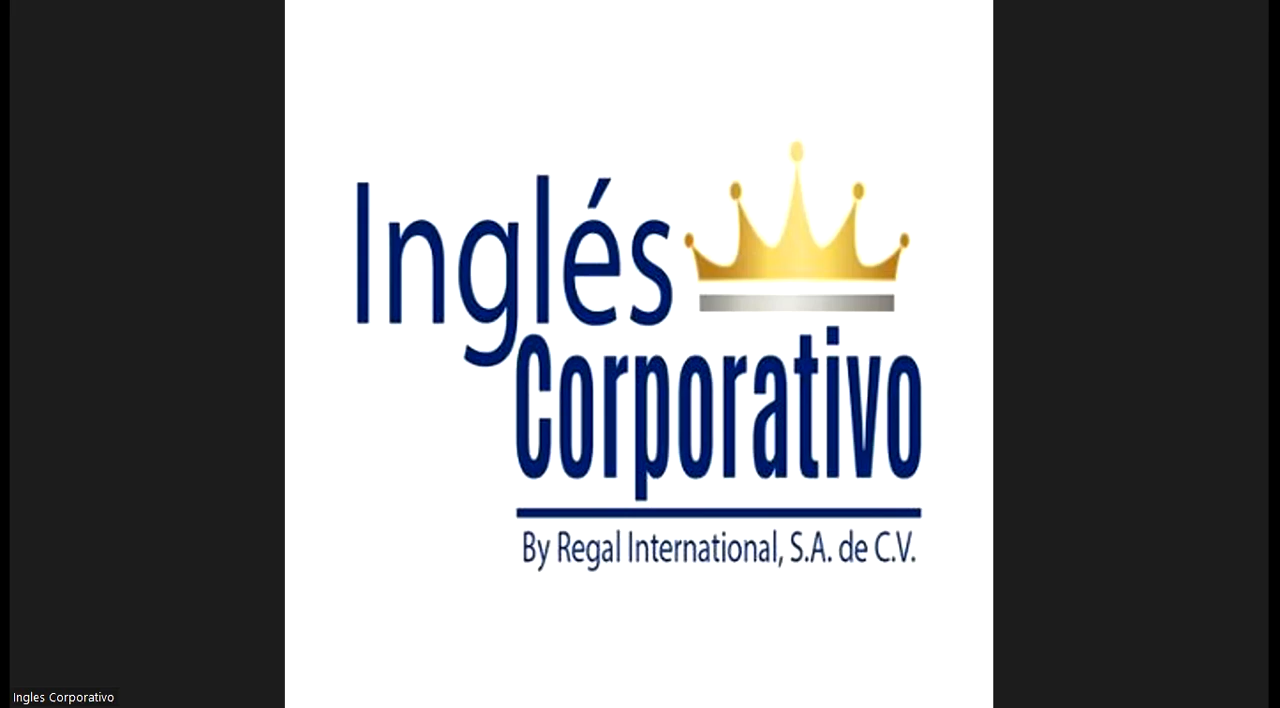 Inglés
Corporativo
By Regal International, S.A. de C.V.
Ingles Corporativo